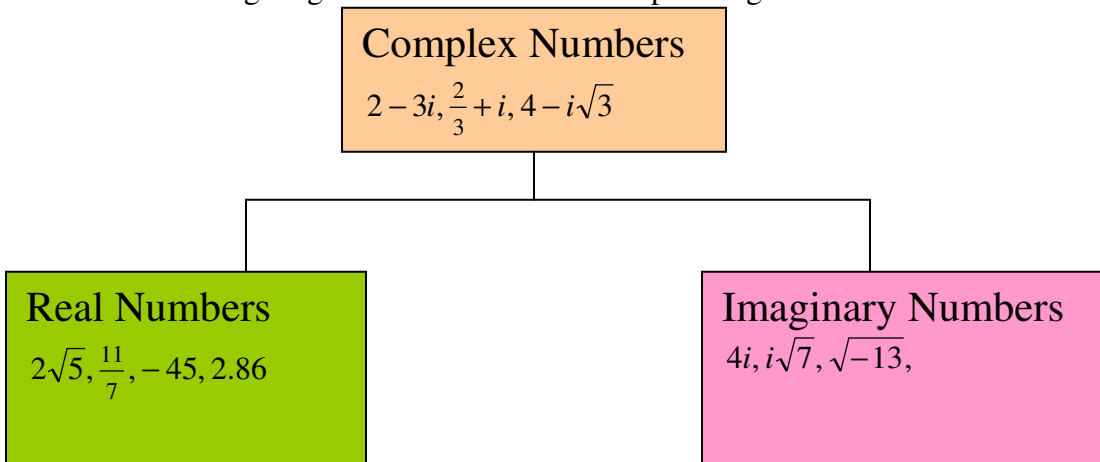 Complex Numbers
2 − 3i, 2/3 + i, 4 − i√3
Real Numbers
2√5, 11/7, − 45, 2.86
Imaginary Numbers
4i, i√7, √−13,